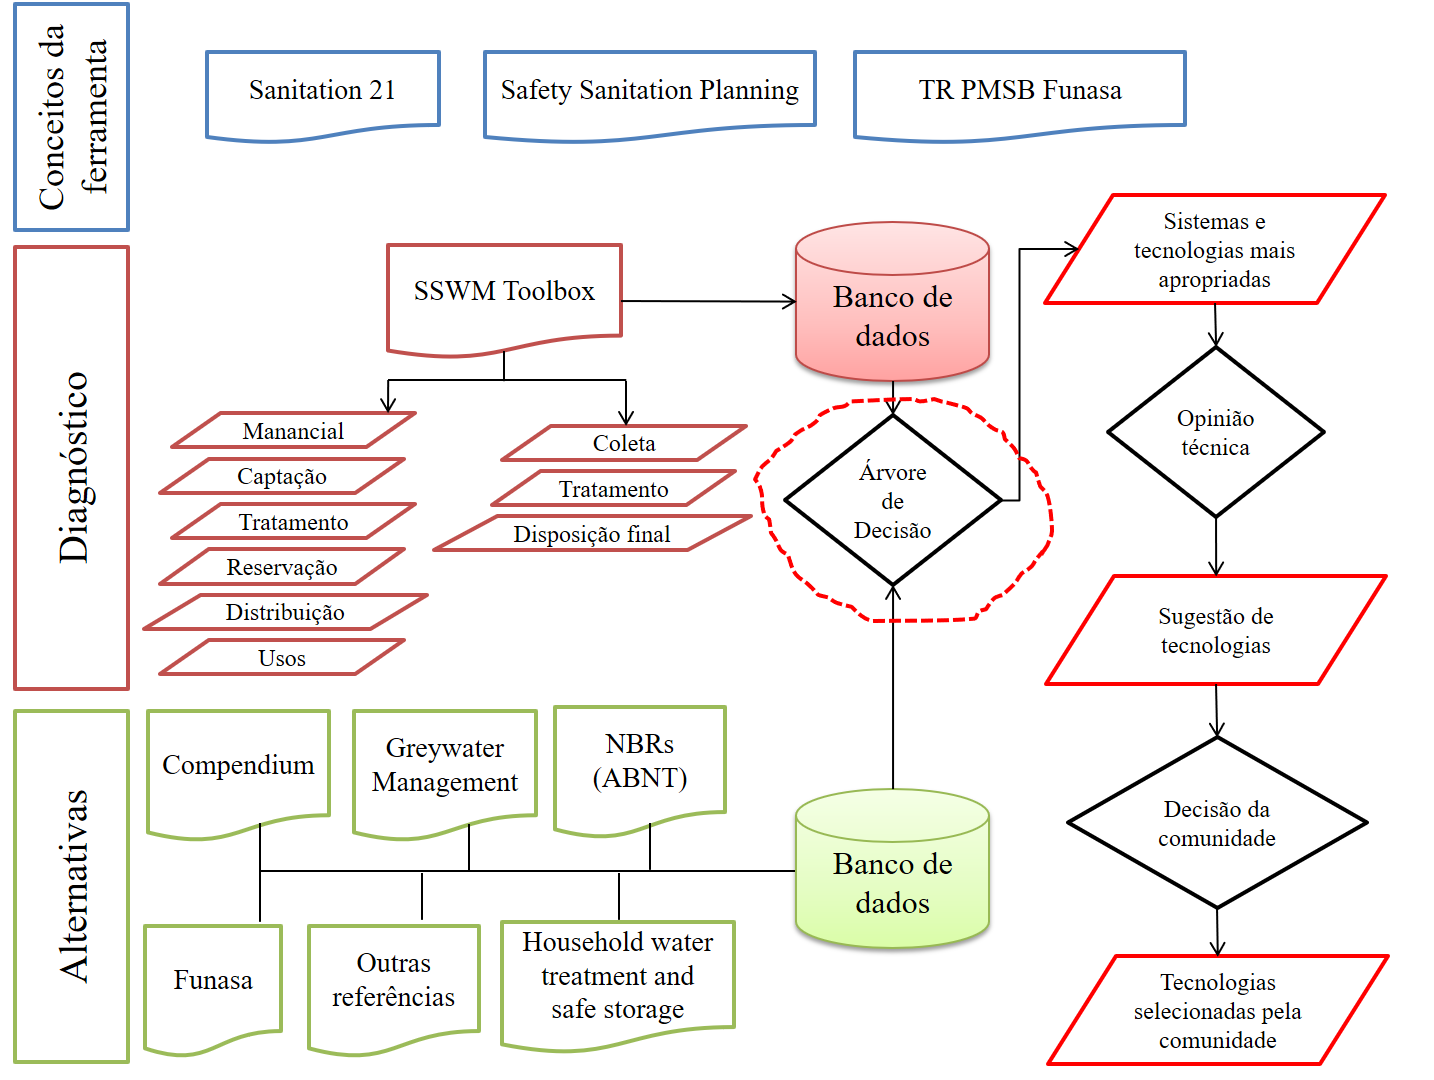 Conceitos da
ferramenta
Sanitation 21
Safety Sanitation Planning
TR PMSB Funasa
Diagnóstico
SSWM Toolbox
Manancial
Captação
Tratamento
Reservação
Distribuição
Usos
Coleta
Tratamento
Disposição final
Banco de
dados
Árvore
de
Decisão
Sistemas e
tecnologias mais
apropriadas
Opinião
técnica
Sugestão de
tecnologias
Decisão da
comunidade
Tecnologias
selecionadas pela
comunidade
Alternativas
Compendium
Greywater
Management
NBRs
(ABNT)
Banco de
dados
Funasa
Outras
referências
Household water
treatment and
safe storage